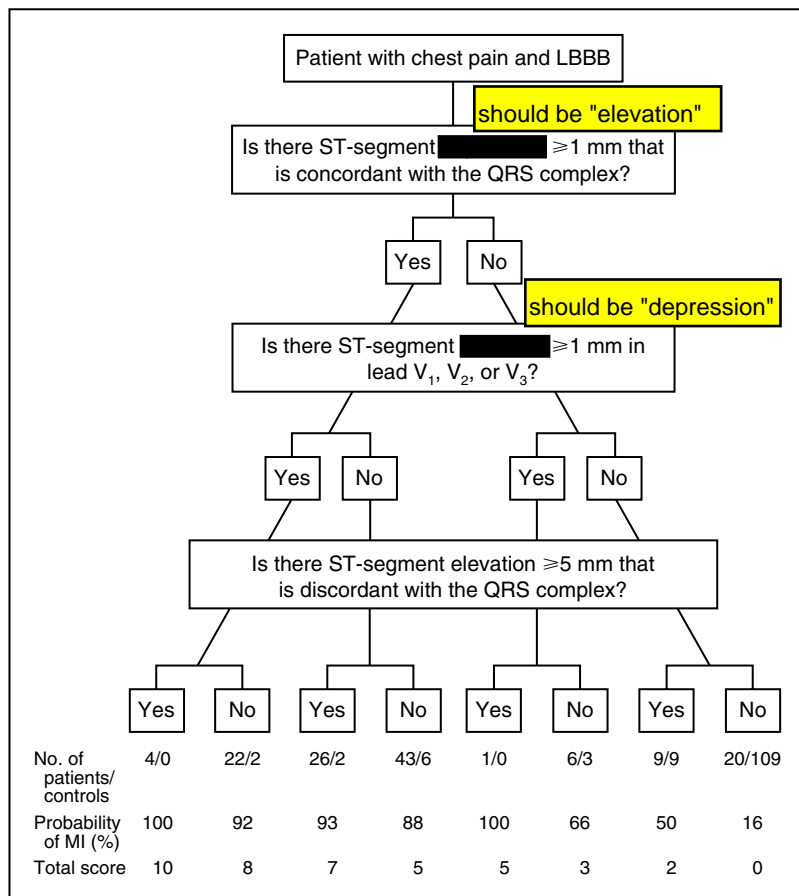 Patient with chest pain and LBBB
should be "elevation"
Is there ST-segment ⩾1 mm that
is concordant with the QRS complex?
Yes No
should be "depression"
Is there ST-segment ⩾1 mm in
lead V₁, V₂, or V₃?
Yes No Yes No
Is there ST-segment elevation ⩾5 mm that
is discordant with the QRS complex?
Yes No Yes No Yes No Yes No
No. of 4/0 22/2 26/2 43/6 1/0 6/3 9/9 20/109
patients/
controls
Probability 100 92 93 88 100 66 50 16
of MI (%)
Total score 10 8 7 5 5 3 2 0